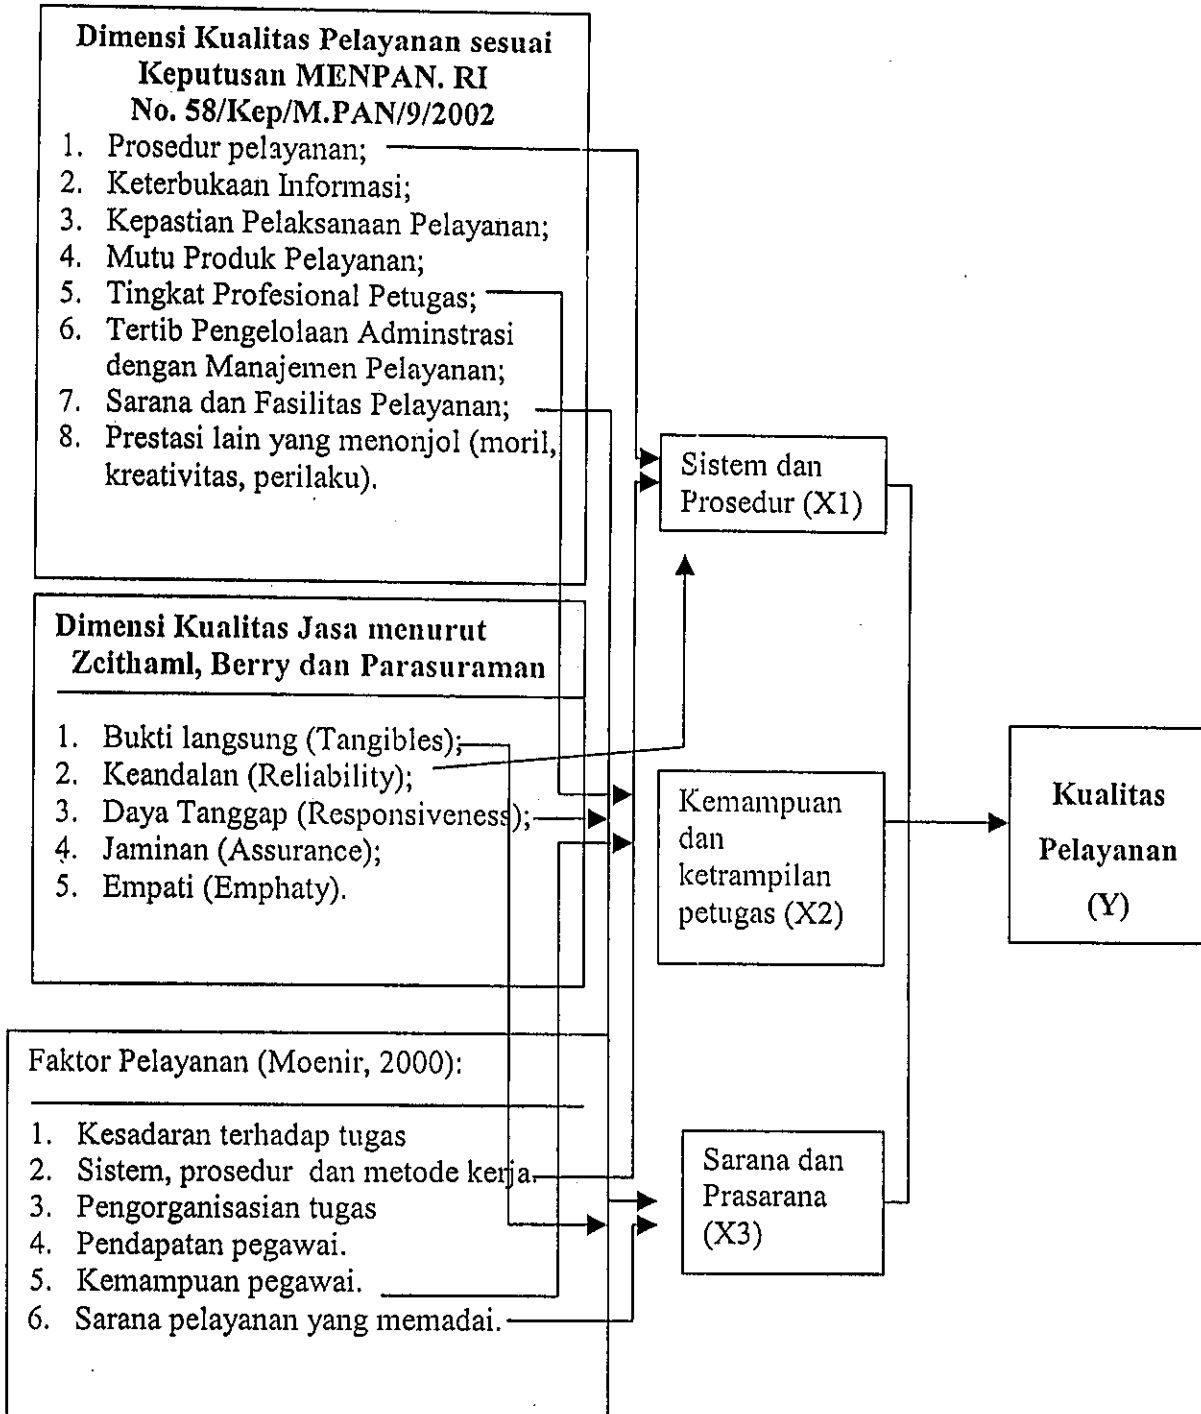 Dimensi Kualitas Pelayanan sesuai
Keputusan MENPAN. RI
No. 58/Kep/M.PAN/9/2002
1. Prosedur pelayanan;
2. Keterbukaan Informasi;
3. Kepastian Pelaksanaan Pelayanan;
4. Mutu Produk Pelayanan;
5. Tingkat Profesional Petugas;
6. Tertib Pengelolaan Adminstrasi
dengan Manajemen Pelayanan;
7. Sarana dan Fasilitas Pelayanan;
8. Prestasi lain yang menonjol (moril,
kreativitas, perilaku).
Dimensi Kualitas Jasa menurut
Zcithaml, Berry dan Parasuraman
1. Bukti langsung (Tangibles);
2. Keandalan (Reliability);
3. Daya Tanggap (Responsiveness);
4. Jaminan (Assurance);
5. Empati (Emphaty).
Faktor Pelayanan (Moenir, 2000):
1. Kesadaran terhadap tugas
2. Sistem, prosedur dan metode kerja.
3. Pengorganisasian tugas
4. Pendapatan pegawai.
5. Kemampuan pegawai.
6. Sarana pelayanan yang memadai.
Sistem dan
Prosedur (X1)
Kemampuan
dan
ketrampilan
petugas (X2)
Sarana dan
Prasarana
(X3)
Kualitas
Pelayanan
(Y)